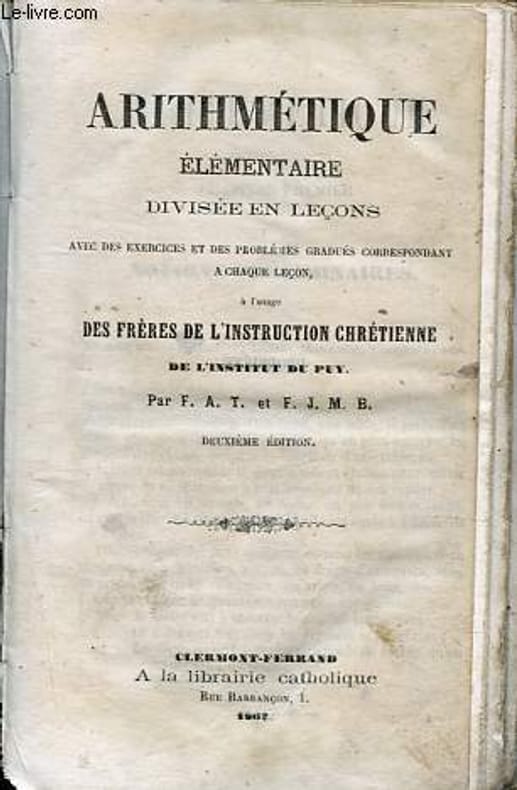 Le-livre.com
ARITHMÉTIQUE
ÉLÉMENTAIRE
DIVISÉE EN LEÇONS
AVEC DES EXERCICES ET DES PROBLÈMES GRADUÉS CORRESPONDANT
A CHAQUE LEÇON,
à l'usage
DES FRÈRES DE L'INSTRUCTION CHRÉTIENNE
DE L'INSTITUT DU PUY.
Par F. A. T. et F. J. M. B.
DEUXIÈME ÉDITION.
CLERMONT-FERRAND
A la librairie catholique
RUE BARBANÇON, 1.
1867